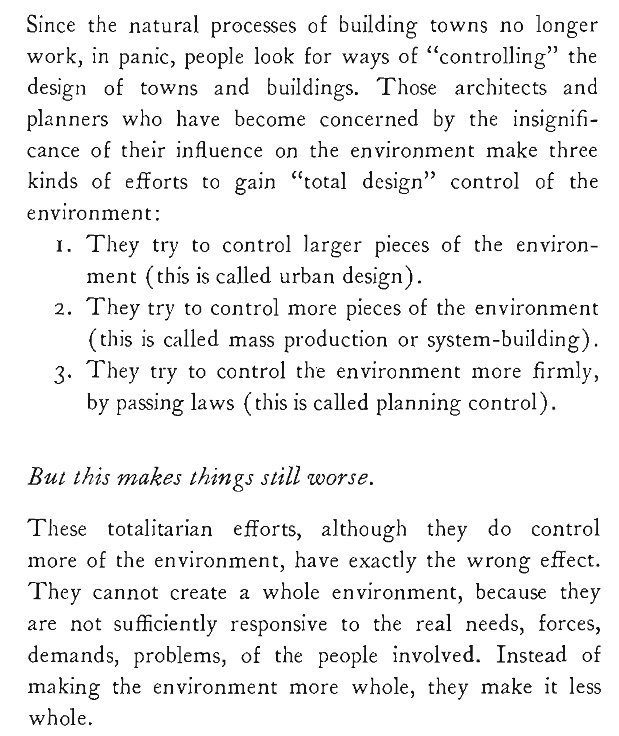 Since the natural processes of building towns no longer
work, in panic, people look for ways of “controlling” the
design of towns and buildings. Those architects and
planners who have become concerned by the insignifi-
cance of their influence on the environment make three
kinds of efforts to gain “total design” control of the
environment:
1. They try to control larger pieces of the environ-
ment (this is called urban design).
2. They try to control more pieces of the environment
(this is called mass production or system-building).
3. They try to control the environment more firmly,
by passing laws (this is called planning control).
But this makes things still worse.
These totalitarian efforts, although they do control
more of the environment, have exactly the wrong effect.
They cannot create a whole environment, because they
are not sufficiently responsive to the real needs, forces,
demands, problems, of the people involved. Instead of
making the environment more whole, they make it less
whole.